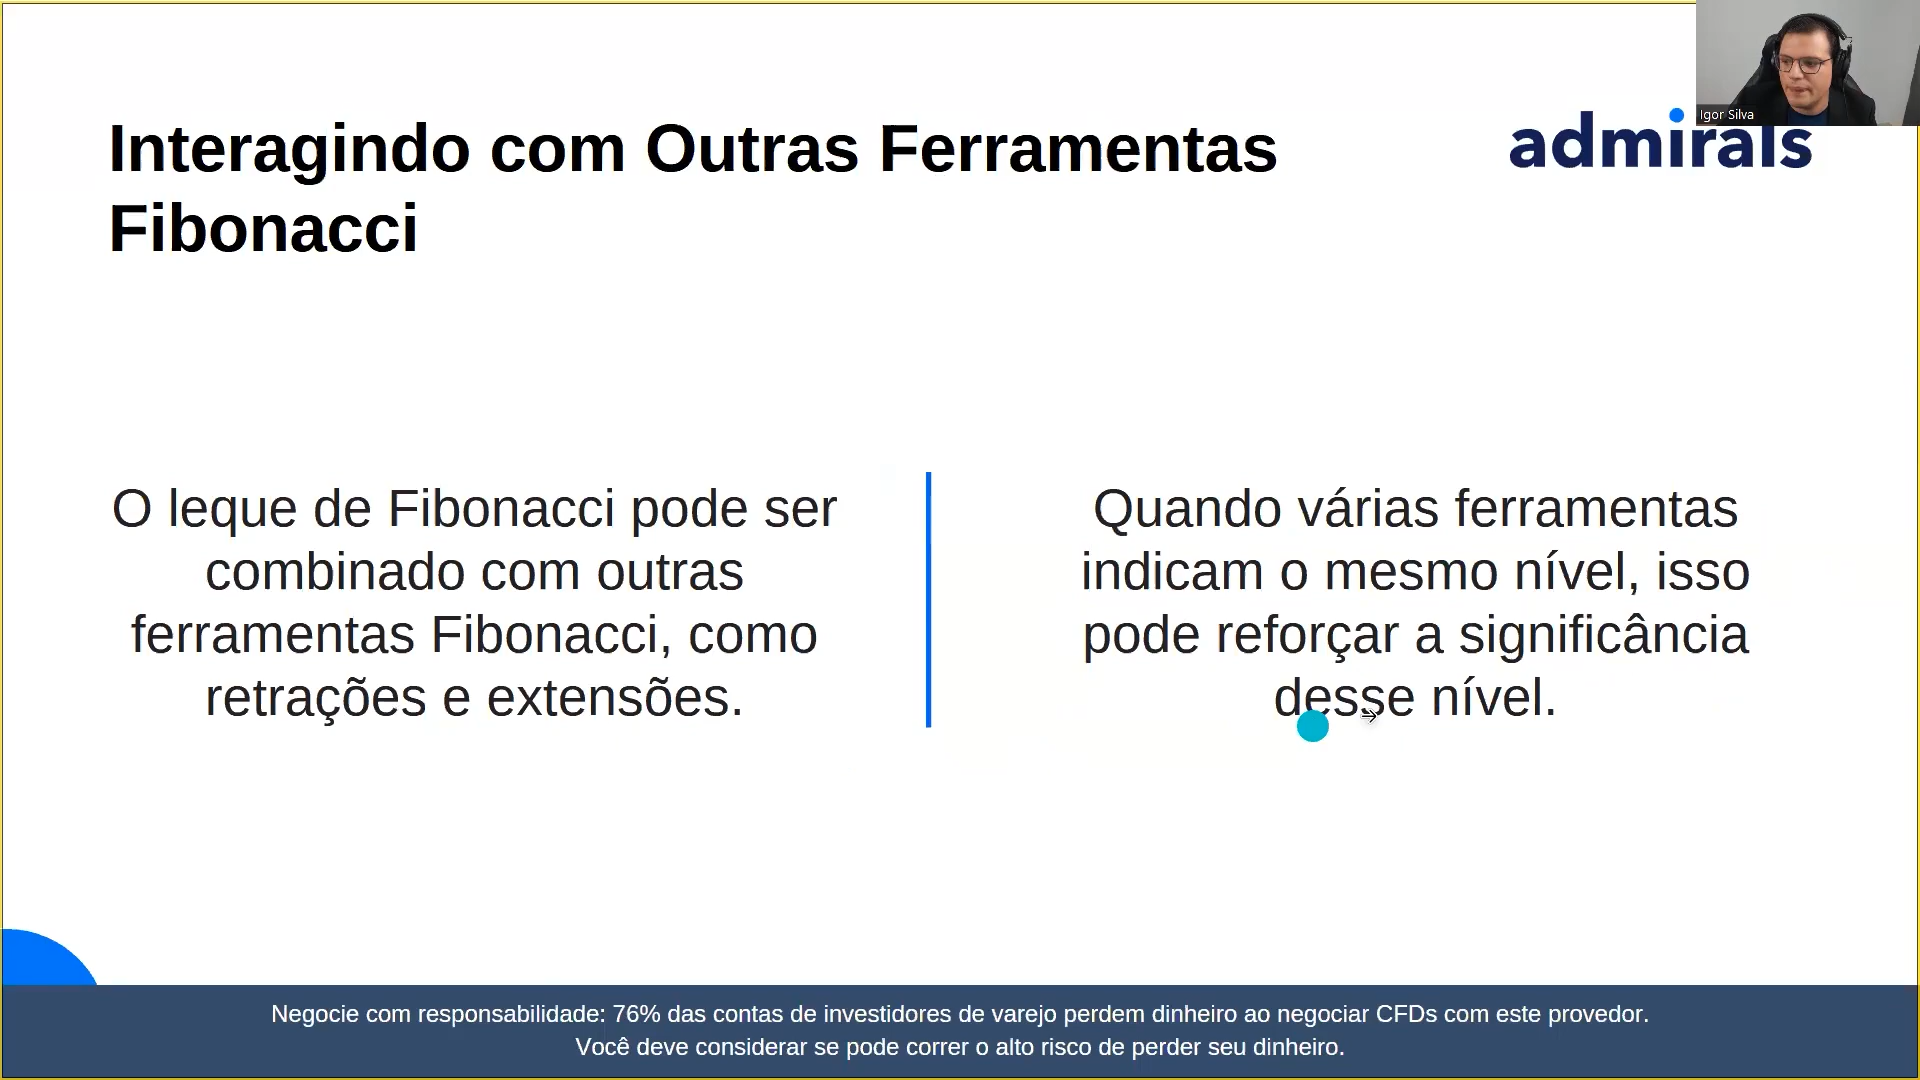 Igor Silva
admirals
Interagindo com Outras Ferramentas
Fibonacci
O leque de Fibonacci pode ser
combinado com outras
ferramentas Fibonacci, como
retrações e extensões.
Quando várias ferramentas
indicam o mesmo nível, isso
pode reforçar a significância
desse nível.
Negocie com responsabilidade: 76% das contas de investidores de varejo perdem dinheiro ao negociar CFDs com este provedor.
Você deve considerar se pode correr o alto risco de perder seu dinheiro.